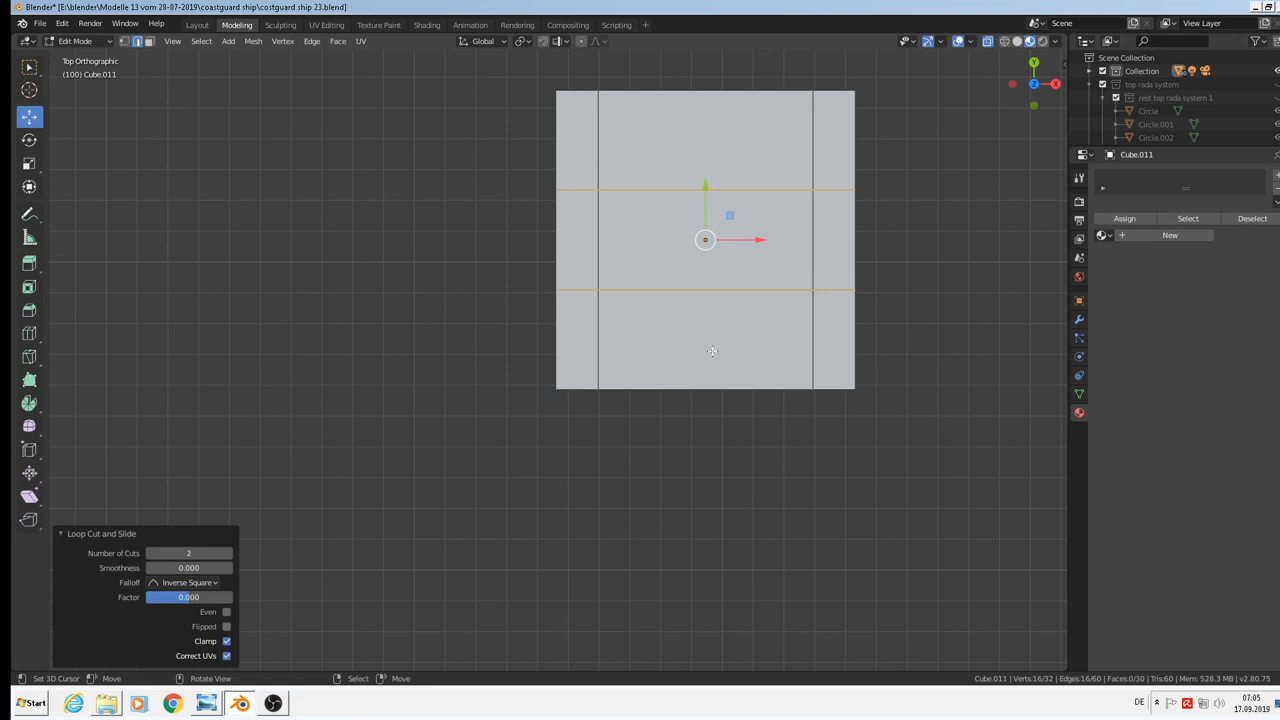 Blender* [E:\blender\Modelle 13 vom 28-07-2019\coastguard ship\costguard ship 23.blend]
File Edit Render Window Help Layout Modeling Sculpting UV Editing Texture Paint Shading Animation Rendering Compositing Scripting + Scene View Layer
Edit Mode View Select Add Mesh Vertex Edge Face UV Global
Top Orthographic
(100) Cube.011
Y
Z
X
Scene Collection
Collection
top rada system
rest top rada system 1
Circle
Circle.001
Circle.002
Cube.011
Assign Select Deselect
New
Loop Cut and Slide
Number of Cuts 2
Smoothness 0.000
Falloff Inverse Square
Factor 0.000
Even
Flipped
Clamp
Correct UVs
Set 3D Cursor Move Rotate View Select Move Cube.011 | Verts:16/32 | Edges:16/60 | Faces:0/30 | Tris:60 | Mem: 528.3 MB | v2.80.75
Start DE 07:05
17.09.2019